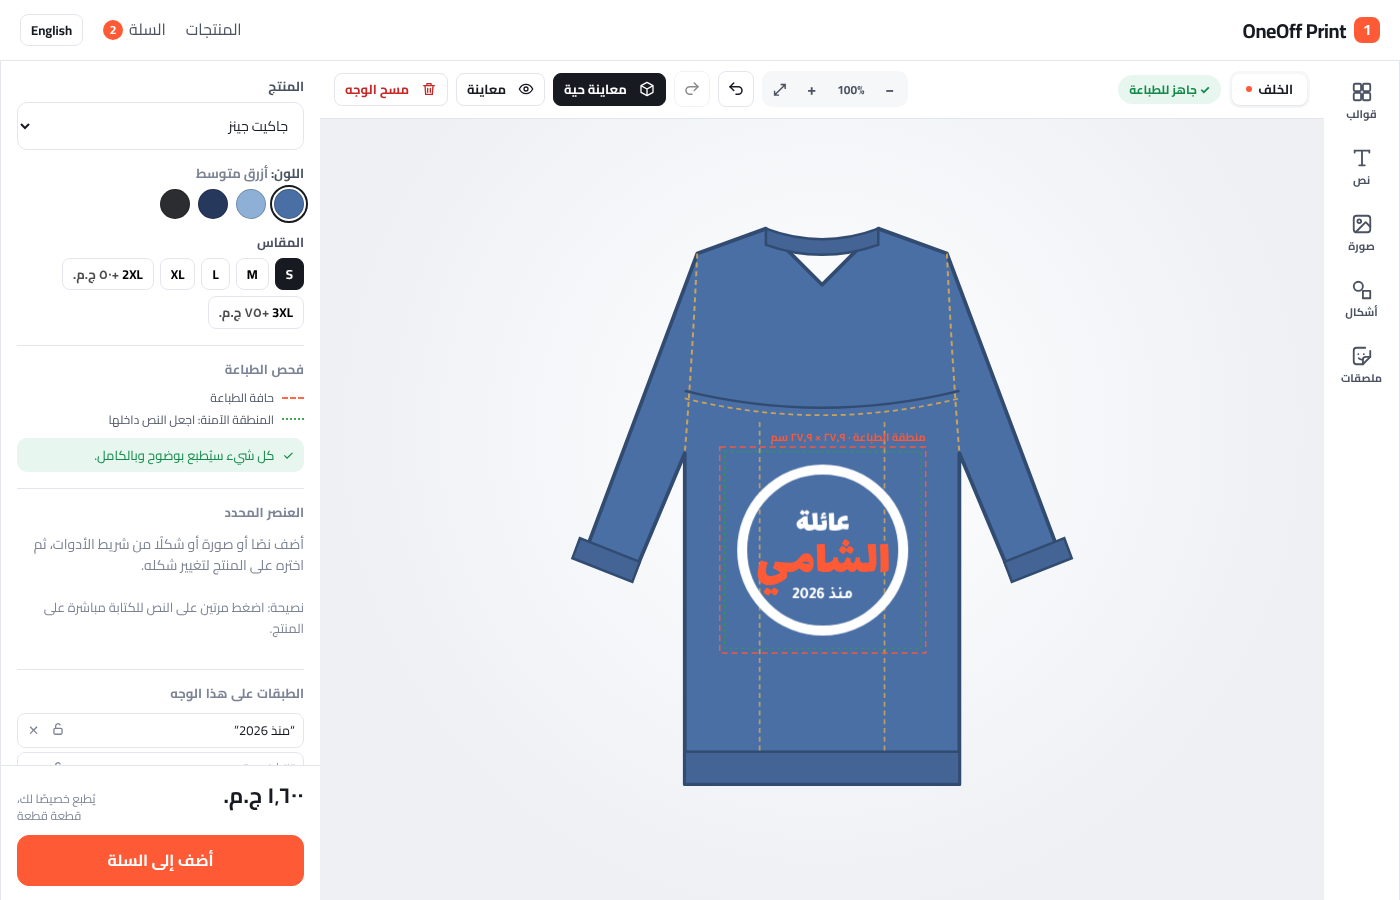 1 OneOff Print
المنتجات
السلة 2
English
قوالب
نص
صورة
أشكال
ملصقات
الخلف
✓ جاهز للطباعة
− 100% +
معاينة حية
معاينة
مسح الوجه
منطقة الطباعة · ٢٧٫٩ × ٢٧٫٩ سم
عائلة
الشامي
منذ 2026
المنتج
جاكيت جينز
اللون: أزرق متوسط
المقاس
S
M
L
XL
2XL +٥٠ ج.م.
3XL +٧٥ ج.م.
فحص الطباعة
حافة الطباعة
المنطقة الآمنة: اجعل النص داخلها
✓ كل شيء سيُطبع بوضوح وبالكامل.
العنصر المحدد
أضف نصًا أو صورة أو شكلًا من شريط الأدوات، ثم
اختره على المنتج لتغيير شكله.
نصيحة: اضغط مرتين على النص للكتابة مباشرة على
المنتج.
الطبقات على هذا الوجه
"منذ 2026"
١٬٦٠٠ ج.م.
يُطبع خصيصًا لك،
قطعة قطعة
أضف إلى السلة